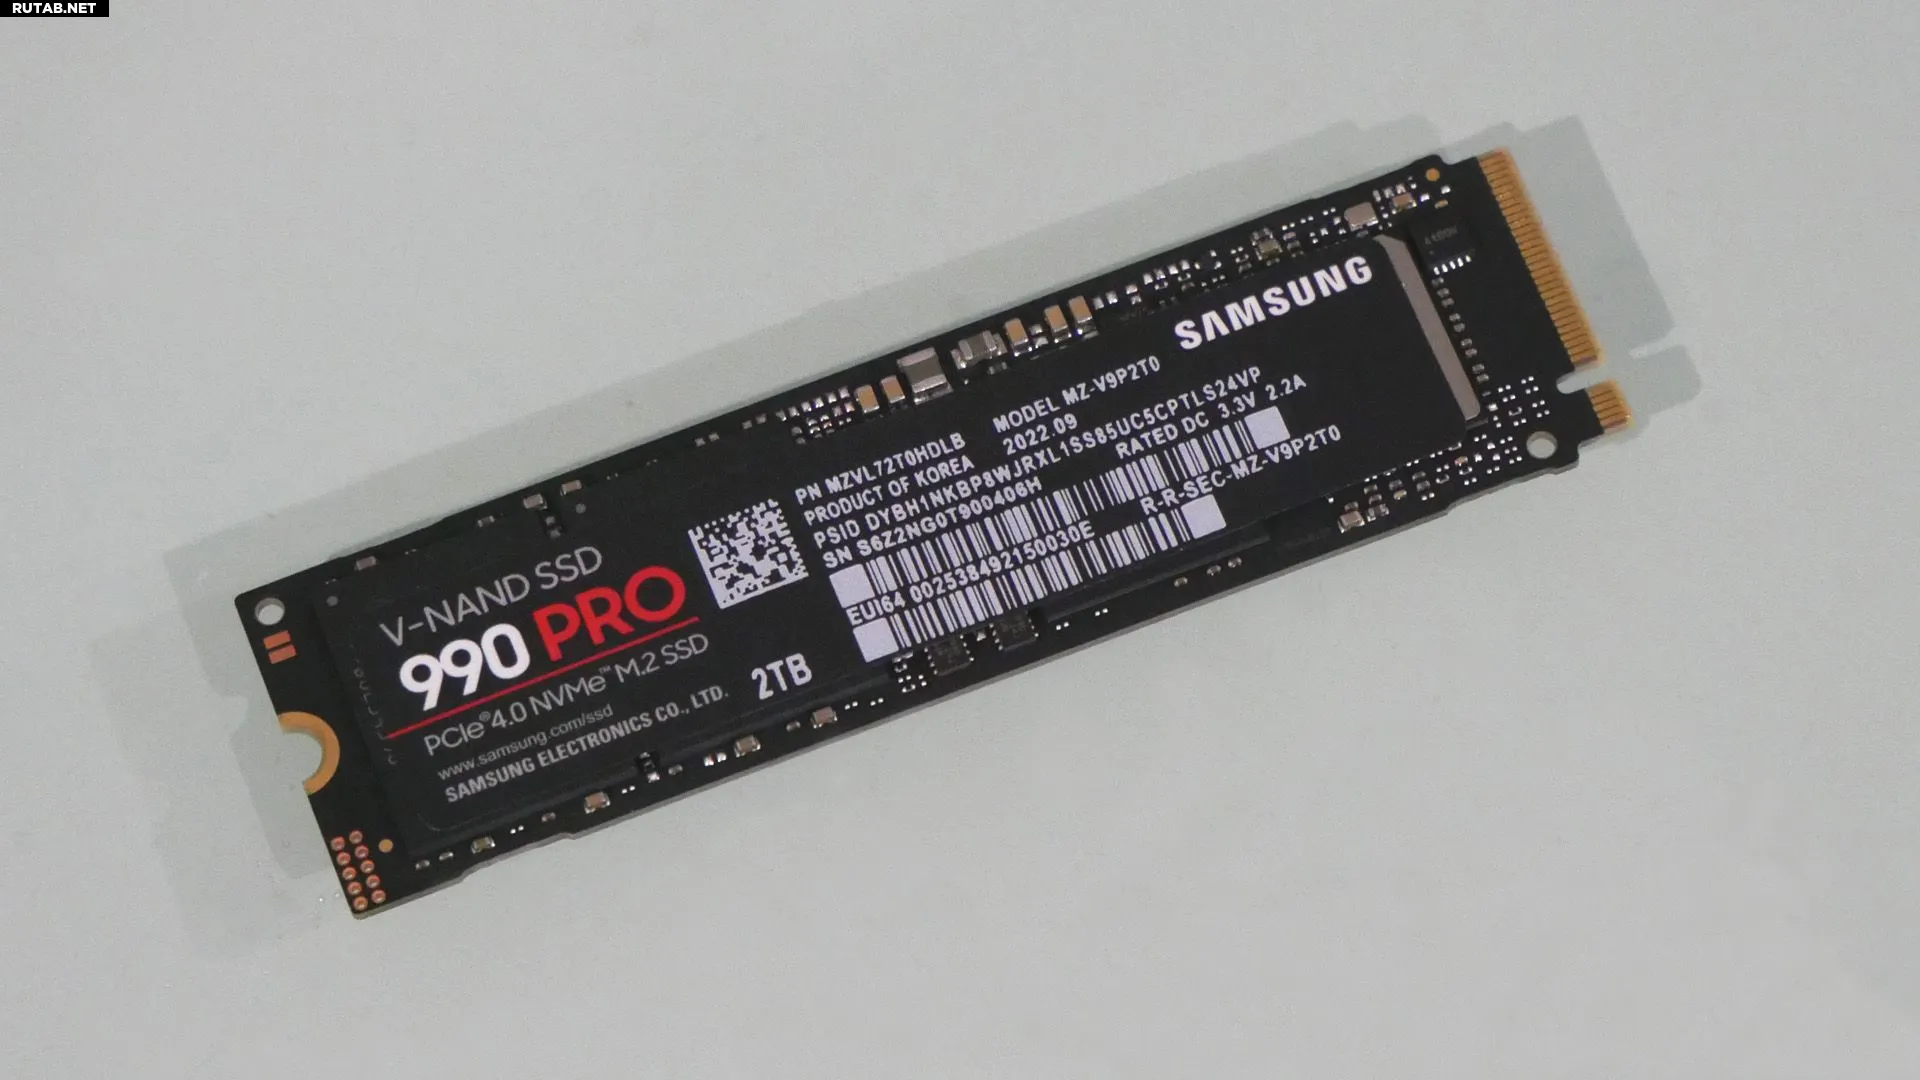 RUTAB.NET
SAMSUNG
PN MZVL72T0HDLB MODEL MZ-V9P2T0
PRODUCT OF KOREA 2022.09
PSID DYBH1NKBP8WJRXL1SS85UC5CPTLS24VP
SN S6Z2NG0T900406H RATED DC 3.3V 2.2A
EUI64 002538492150030E R-R-SEC-MZ-V9P2T0
V-NAND SSD
990 PRO
PCIe®4.0 NVMe™ M.2 SSD
www.samsung.com/ssd
SAMSUNG ELECTRONICS CO., LTD.
2TB